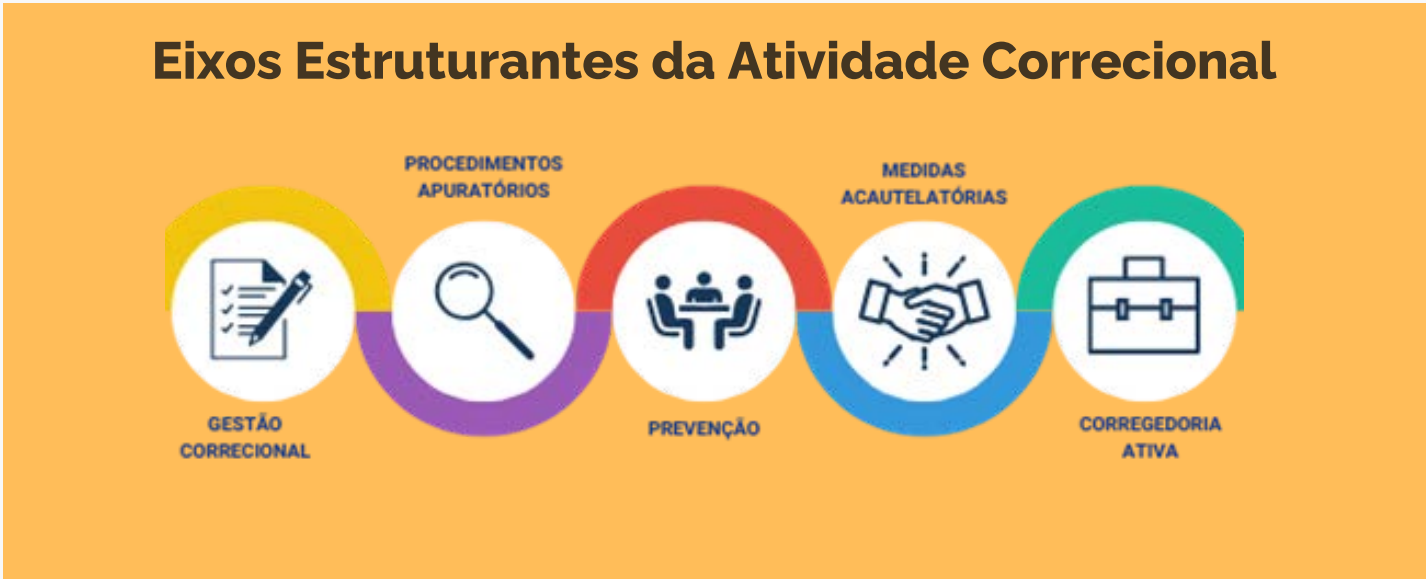 Eixos Estruturantes da Atividade Correcional
GESTÃO
CORRECIONAL
PROCEDIMENTOS
APURATÓRIOS
PREVENÇÃO
MEDIDAS
ACAUTELATÓRIAS
CORREGEDORIA
ATIVA